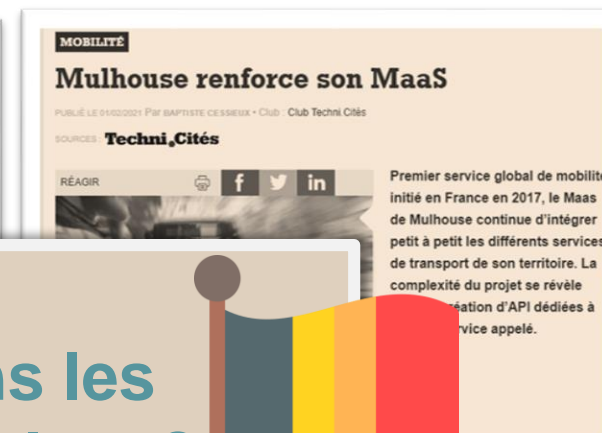 MOBILITÉ
Mulhouse renforce son MaaS
PUBLIÉ LE 01/02/2021 Par BAPTISTE CESSIEUX • Club : Club Techni.Cités
SOURCES : Techni.Cités
RÉAGIR
f in
Premier service global de mobilité
initié en France en 2017, le Maas
de Mulhouse continue d'intégrer
petit à petit les différents services
de transport de son territoire. La
complexité du projet se révèle
création d'API dédiées à
service appelé.
les